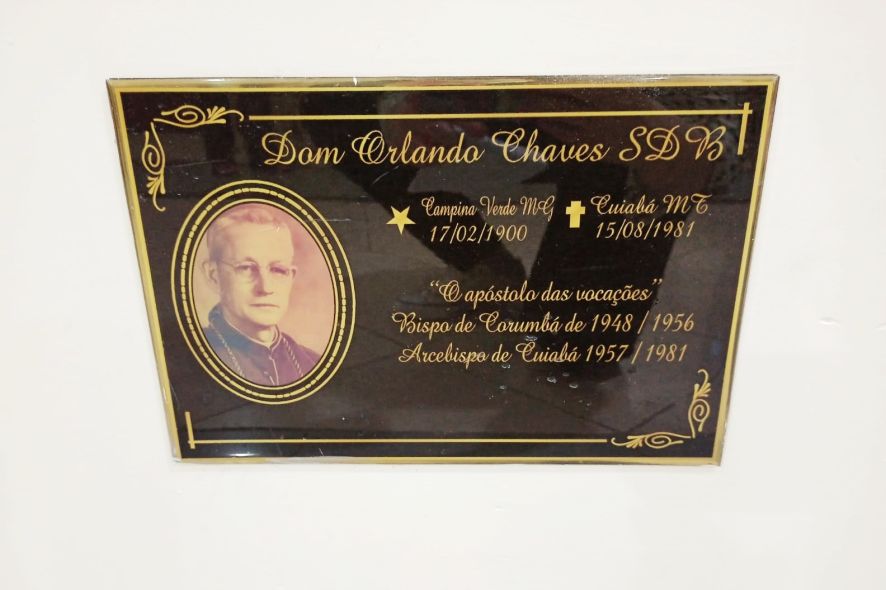 Dom Orlando Chaves SDB
Campina Verde MG
17/02/1900
Cuiabá MT
15/08/1981
“O apóstolo das vocações”
Bispo de Corumbá de 1948 / 1956
Arcebispo de Cuiabá 1957 / 1981